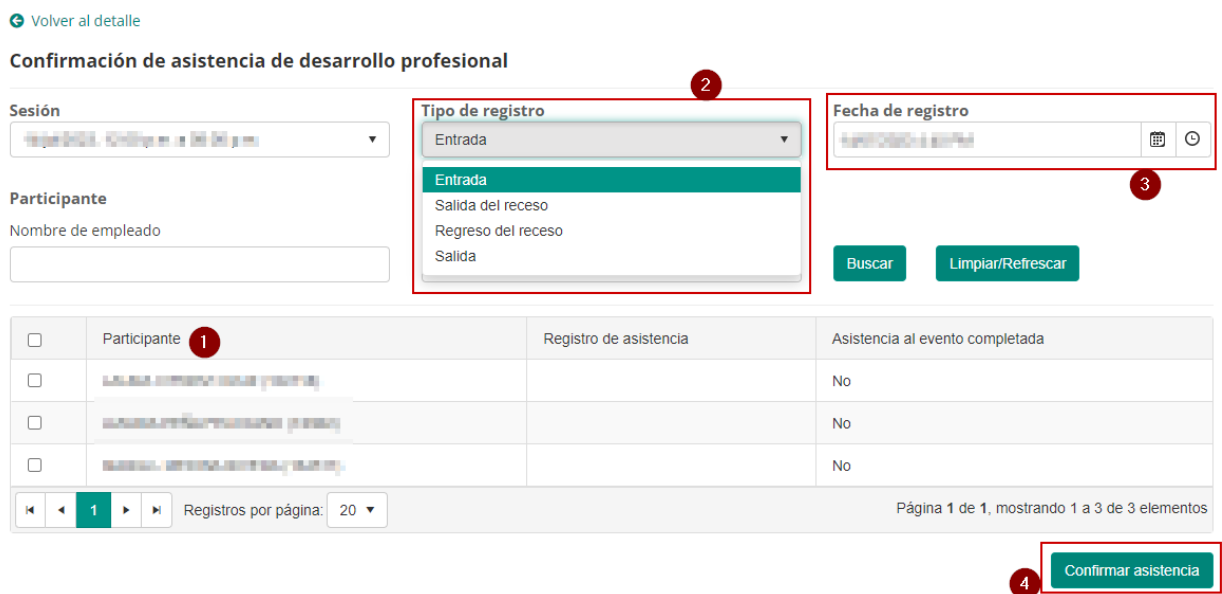 Volver al detalle
Confirmación de asistencia de desarrollo profesional
2
Sesión
Tipo de registro
Entrada
Entrada
Salida del receso
Regreso del receso
Salida
Fecha de registro
3
Participante
Nombre de empleado
Buscar
Limpiar/Refrescar
Participante
1
Registro de asistencia
Asistencia al evento completada
No
No
No
1
Registros por página:
20
Página 1 de 1, mostrando 1 a 3 de 3 elementos
4
Confirmar asistencia